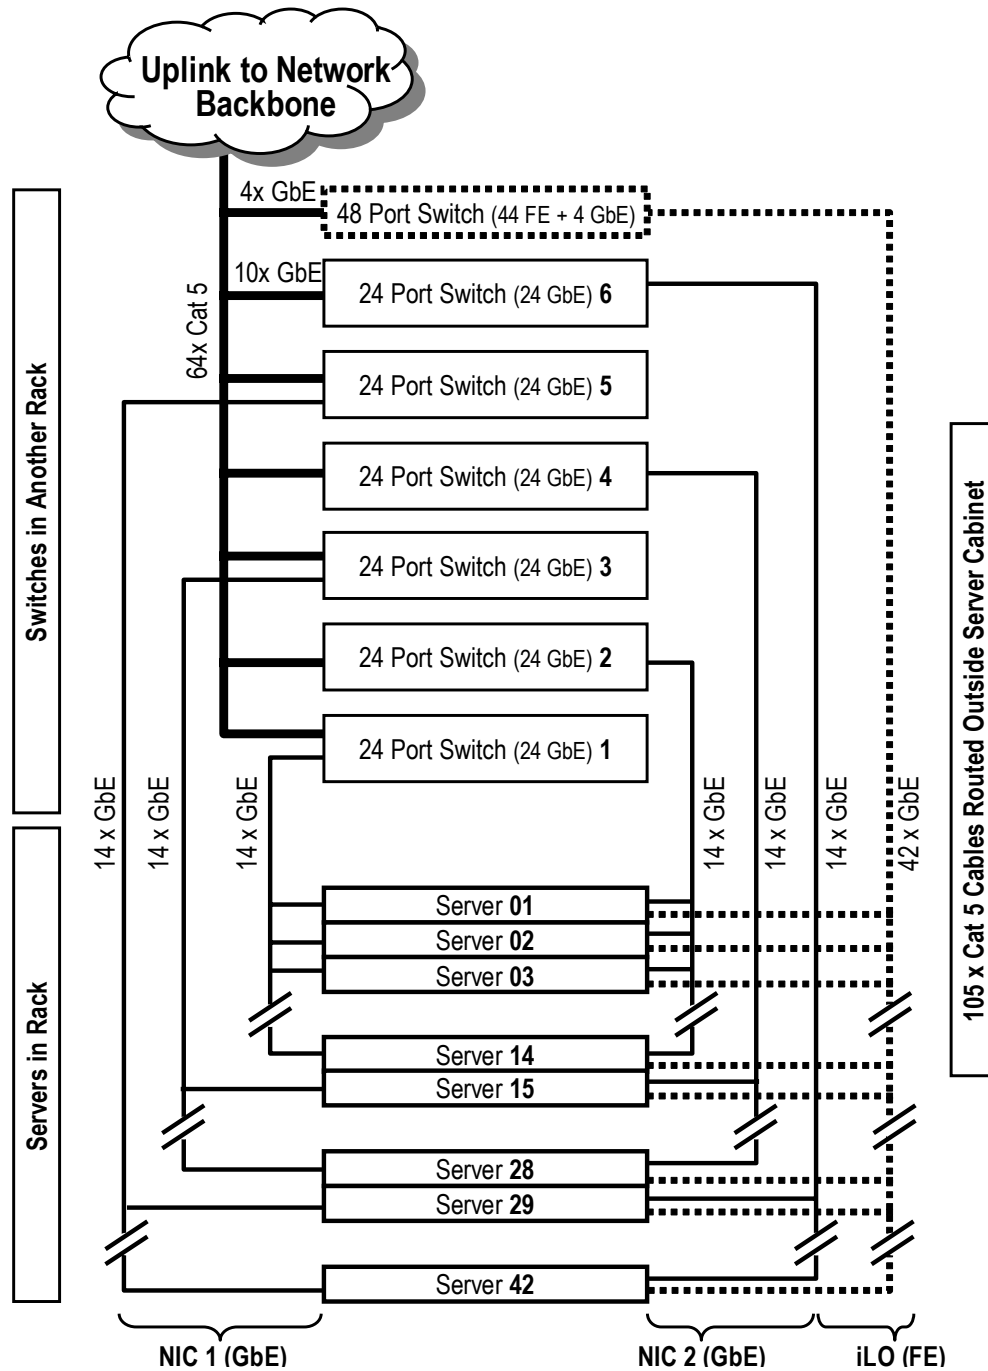 Uplink to Network
Backbone
4x GbE
48 Port Switch (44 FE + 4 GbE)
10x GbE
24 Port Switch (24 GbE) 6
64x Cat 5
24 Port Switch (24 GbE) 5
24 Port Switch (24 GbE) 4
24 Port Switch (24 GbE) 3
24 Port Switch (24 GbE) 2
24 Port Switch (24 GbE) 1
Switches in Another Rack
105 x Cat 5 Cables Routed Outside Server Cabinet
14 x GbE
14 x GbE
14 x GbE
14 x GbE
14 x GbE
14 x GbE
42 x GbE
Servers in Rack
Server 01
Server 02
Server 03
Server 14
Server 15
Server 28
Server 29
Server 42
NIC 1 (GbE)
NIC 2 (GbE)
iLO (FE)